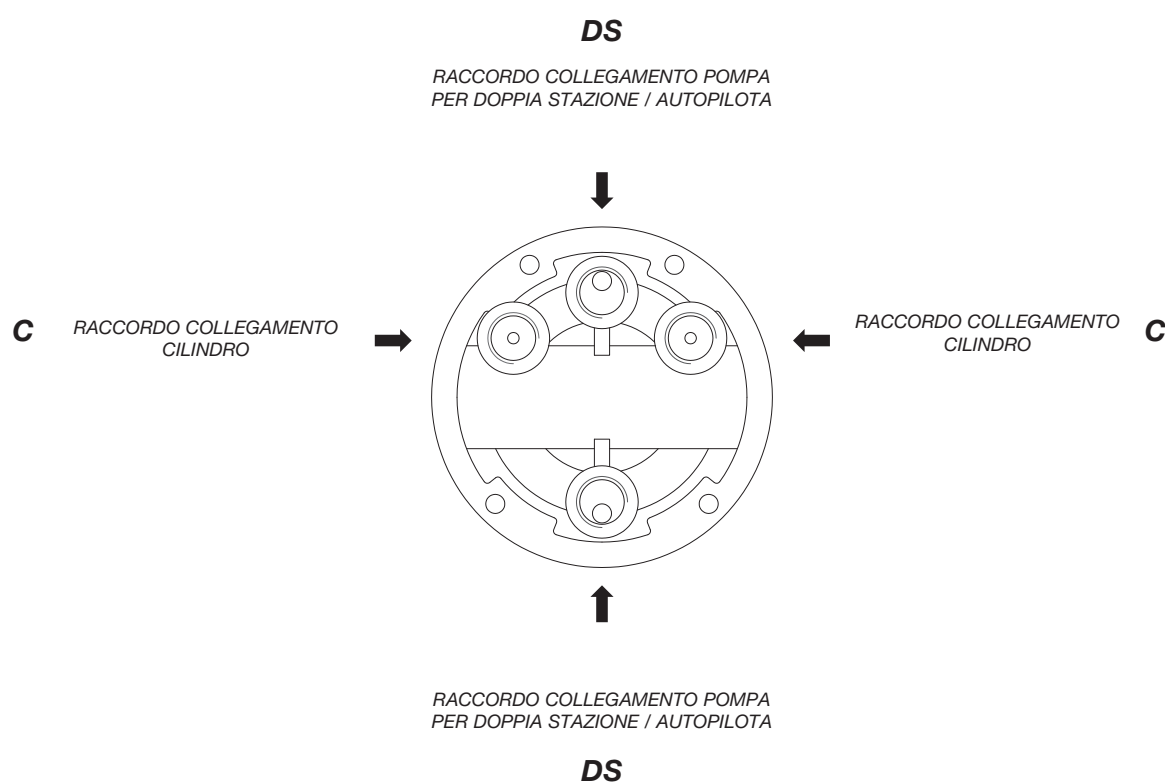 DS
RACCORDO COLLEGAMENTO POMPA
PER DOPPIA STAZIONE / AUTOPILOTA
C
RACCORDO COLLEGAMENTO
CILINDRO
RACCORDO COLLEGAMENTO
CILINDRO
C
RACCORDO COLLEGAMENTO POMPA
PER DOPPIA STAZIONE / AUTOPILOTA
DS